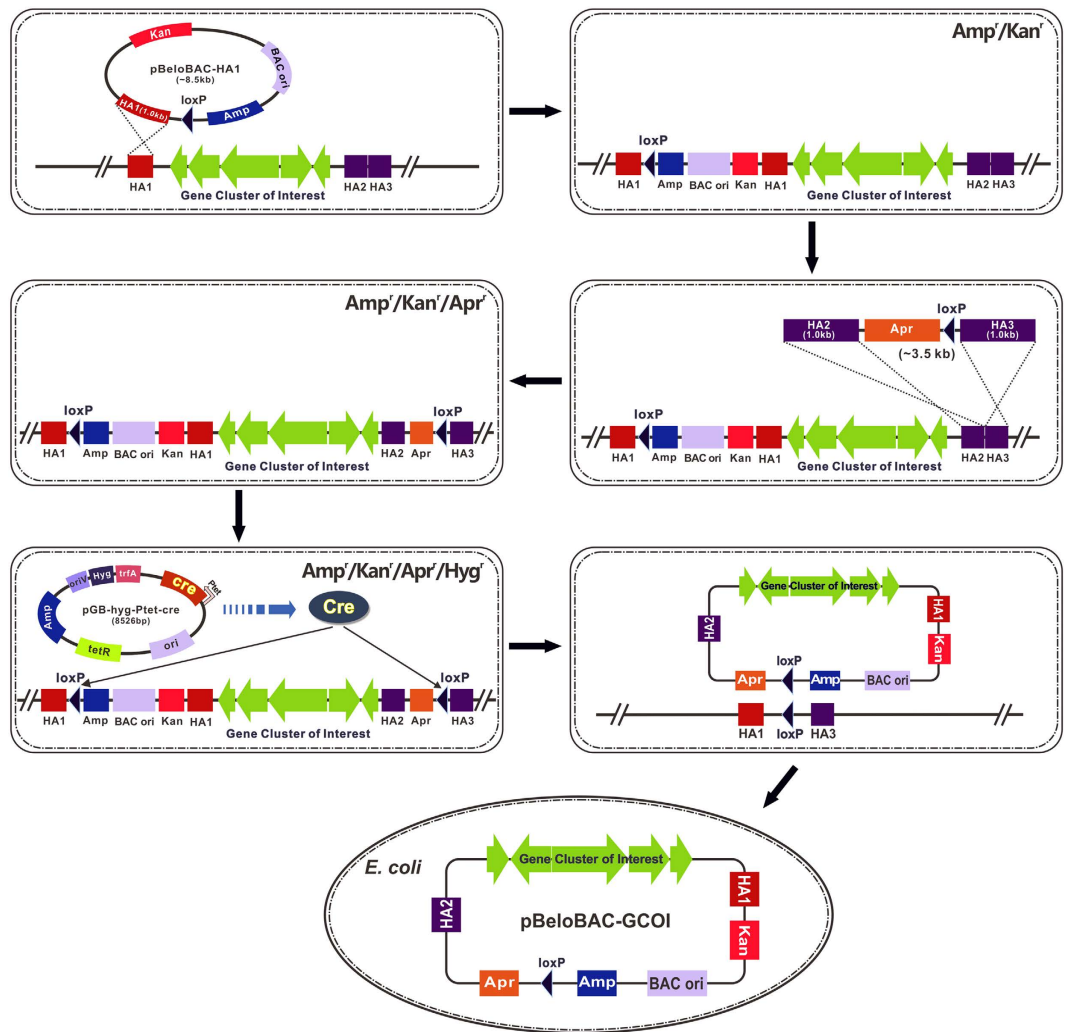 Kan
pBeloBAC-HA1
(~8.5kb)
BAC ori
HA1(1.0kb)
loxP
Amp
HA1
HA2 HA3
Gene Cluster of Interest
Ampʳ/Kanʳ
loxP
HA1 Amp BAC ori Kan HA1 HA2 HA3
Gene Cluster of Interest
Ampʳ/Kanʳ/Aprʳ
loxP loxP
HA1 Amp BAC ori Kan HA1 HA2 Apr HA3
Gene Cluster of Interest
loxP
HA2 Apr HA3
(1.0kb) (1.0kb)
(~3.5 kb)
loxP
HA1 Amp BAC ori Kan HA1 HA2 HA3
Gene Cluster of Interest
Ampʳ/Kanʳ/Aprʳ/Hygʳ
oriV Hyg trfA cre Ptet
Amp
pGB-hyg-Ptet-cre
(8526bp)
tetR ori
Cre
loxP loxP
HA1 Amp BAC ori Kan HA1 HA2 Apr HA3
Gene Cluster of Interest
Gene Cluster of Interest
HA2
HA1
Kan
loxP
Apr Amp BAC ori
HA1 loxP HA3
E. coli
Gene Cluster of Interest
HA2
HA1
pBeloBAC-GCOI
Kan
loxP
Apr Amp BAC ori